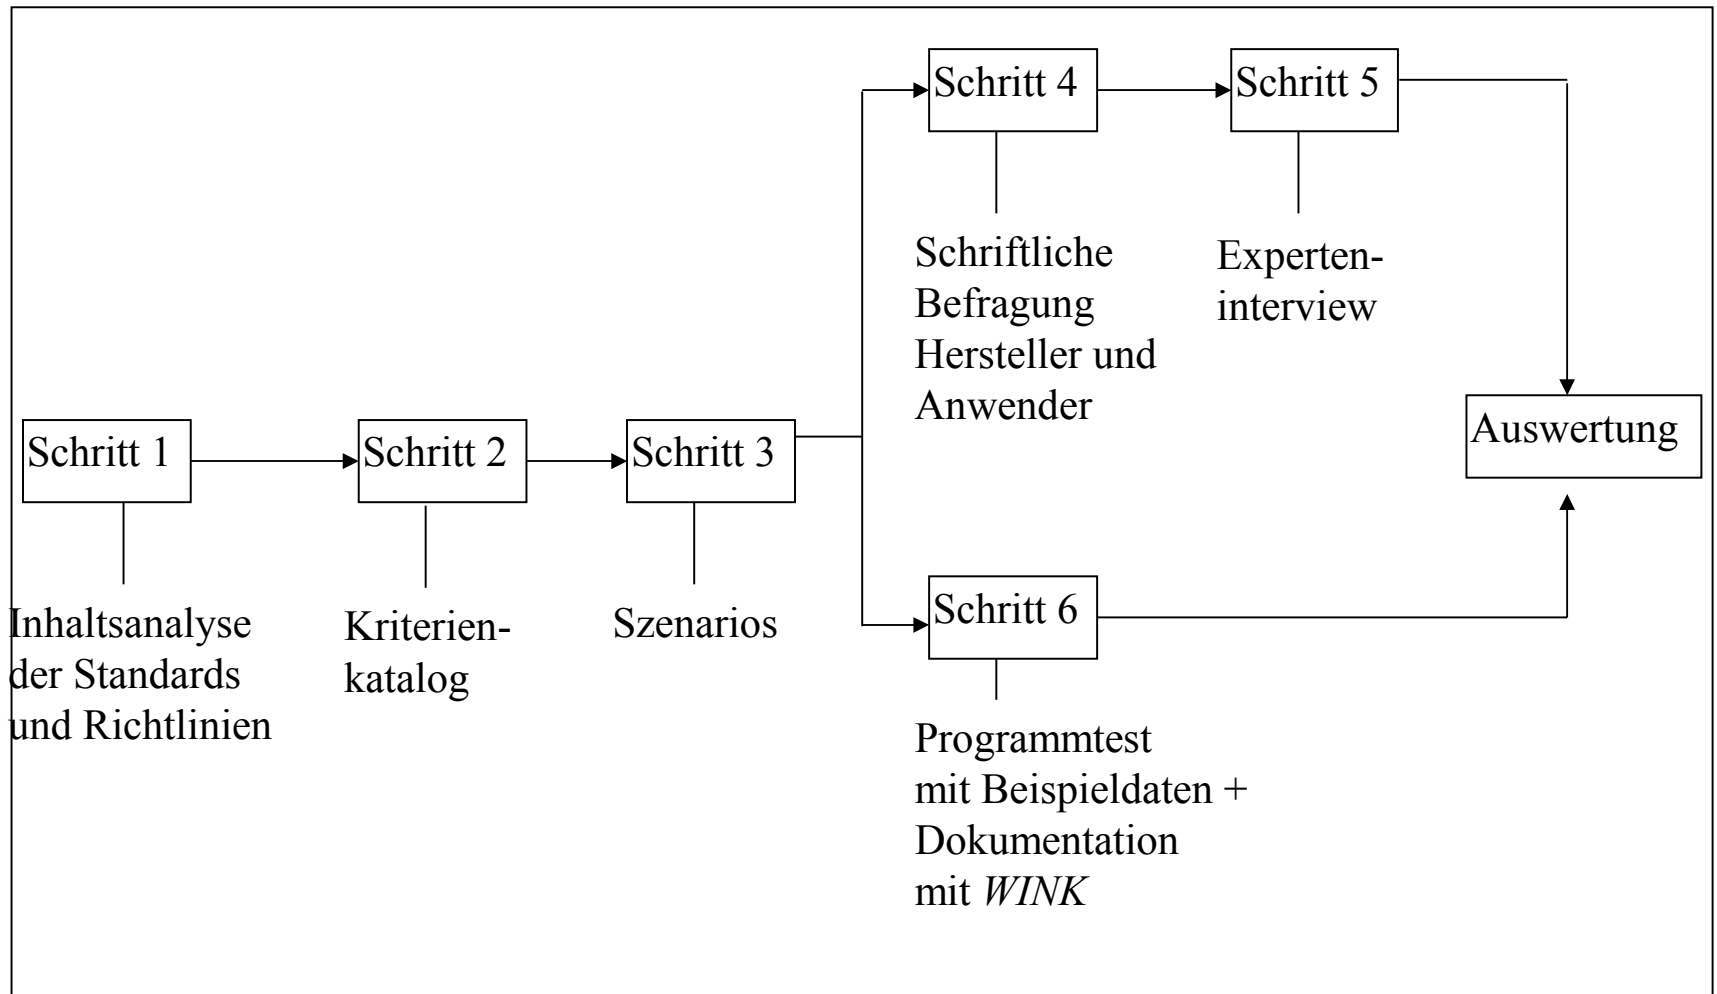 Schritt 1
Inhaltsanalyse
der Standards
und Richtlinien
Schritt 2
Kriterien-
katalog
Schritt 3
Szenarios
Schritt 4
Schriftliche
Befragung
Hersteller und
Anwender
Schritt 5
Experten-
interview
Schritt 6
Programmtest
mit Beispieldaten +
Dokumentation
mit WINK
Auswertung